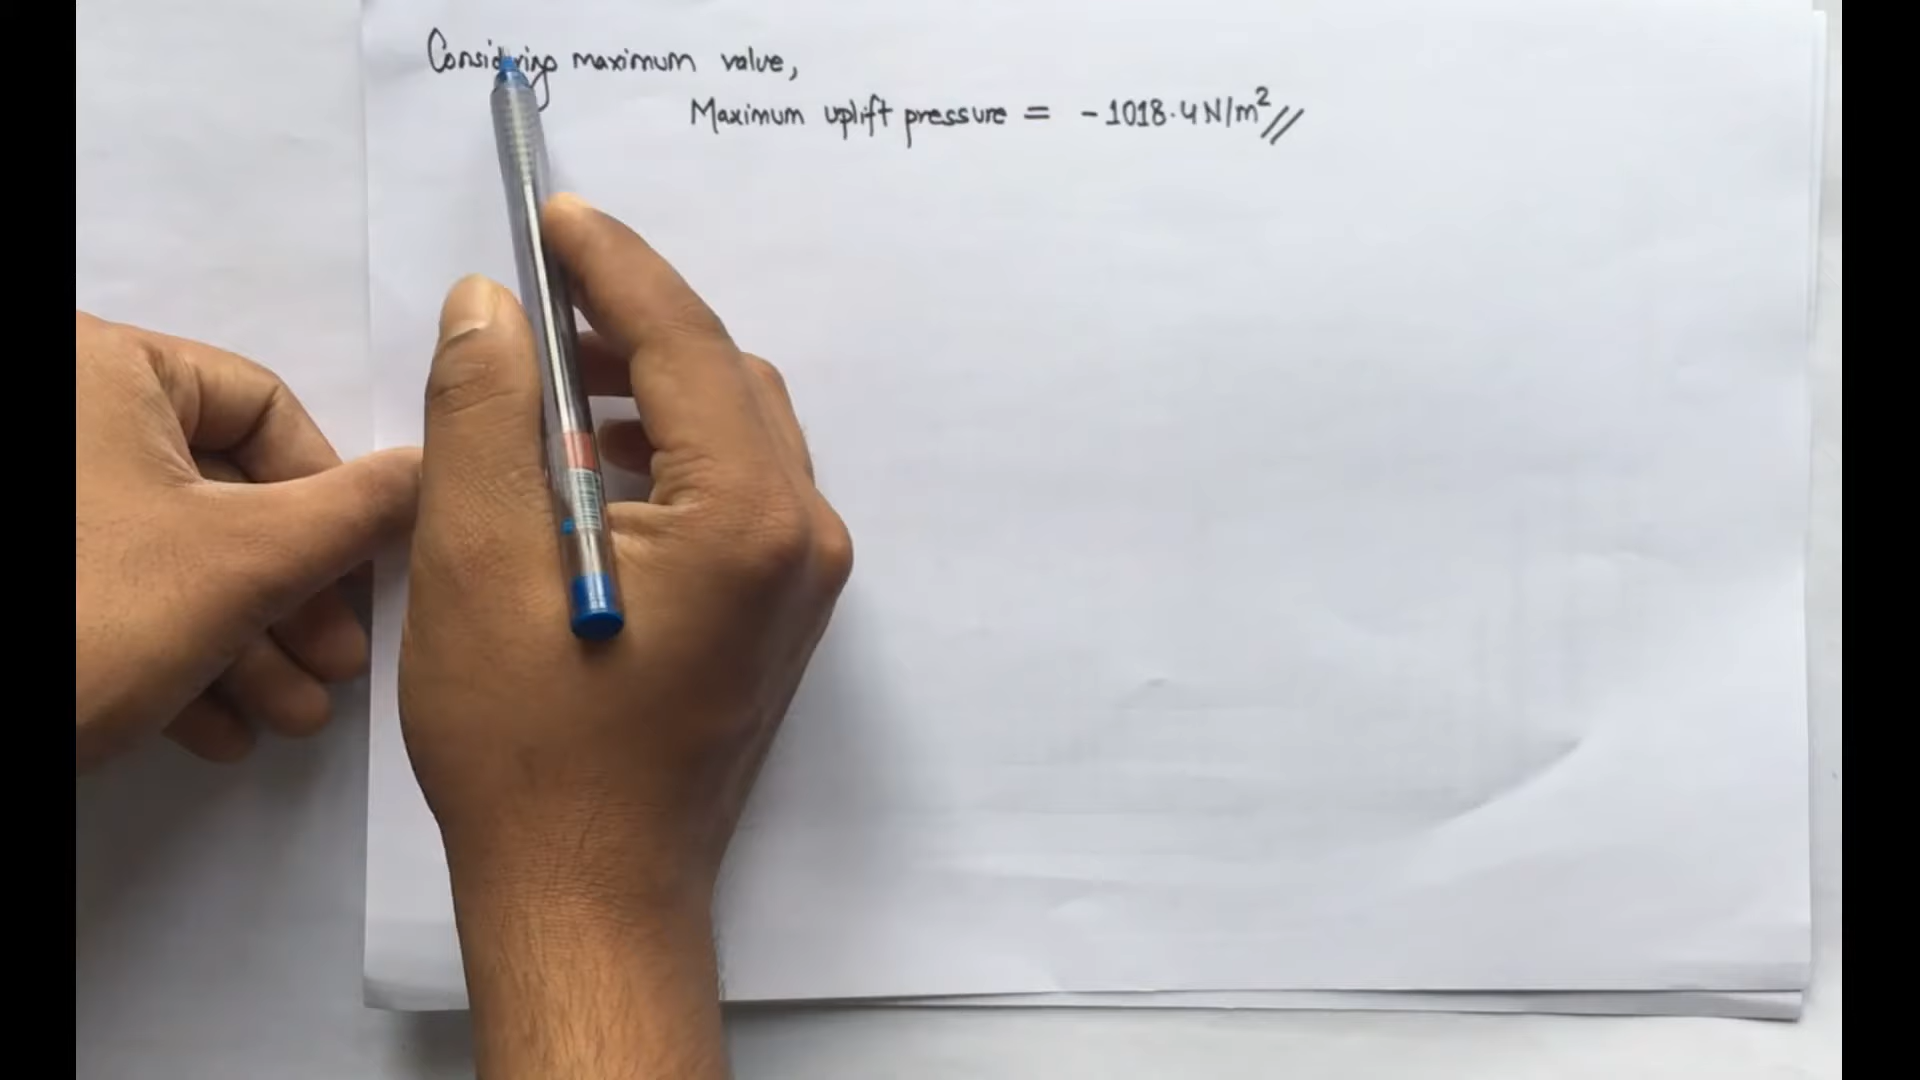 Considering maximum value,
Maximum uplift pressure = -1018.4 N/m²//